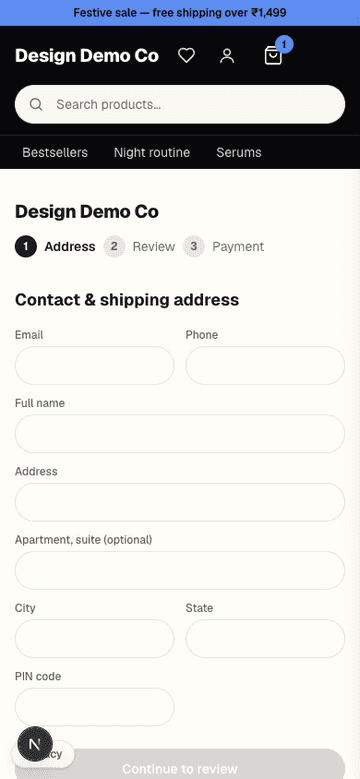 Festive sale — free shipping over ₹1,499
Design Demo Co
1
Search products…
Bestsellers Night routine Serums
Design Demo Co
1 Address 2 Review 3 Payment
Contact & shipping address
Email Phone
Full name
Address
Apartment, suite (optional)
City State
PIN code
N
Continue to review